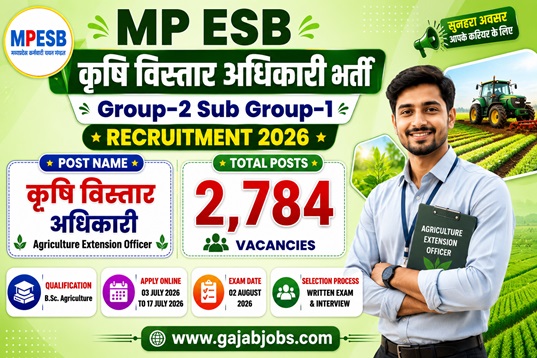 MPESB
मध्यप्रदेश कर्मचारी चयन मण्डल
MP ESB
सुनहरा अवसर
आपके करियर के लिए
कृषि विस्तार अधिकारी भर्ती
Group-2 Sub Group-1
RECRUITMENT 2026
POST NAME
कृषि विस्तार
अधिकारी
Agriculture Extension Officer
TOTAL POSTS
2,784
VACANCIES
AGRICULTURE
EXTENSION
OFFICER
QUALIFICATION
B.Sc. Agriculture
APPLY ONLINE
03 JULY 2026
TO 17 JULY 2026
EXAM DATE
02 AUGUST
2026
SELECTION PROCESS
WRITTEN EXAM
& INTERVIEW
www.gajabjobs.com